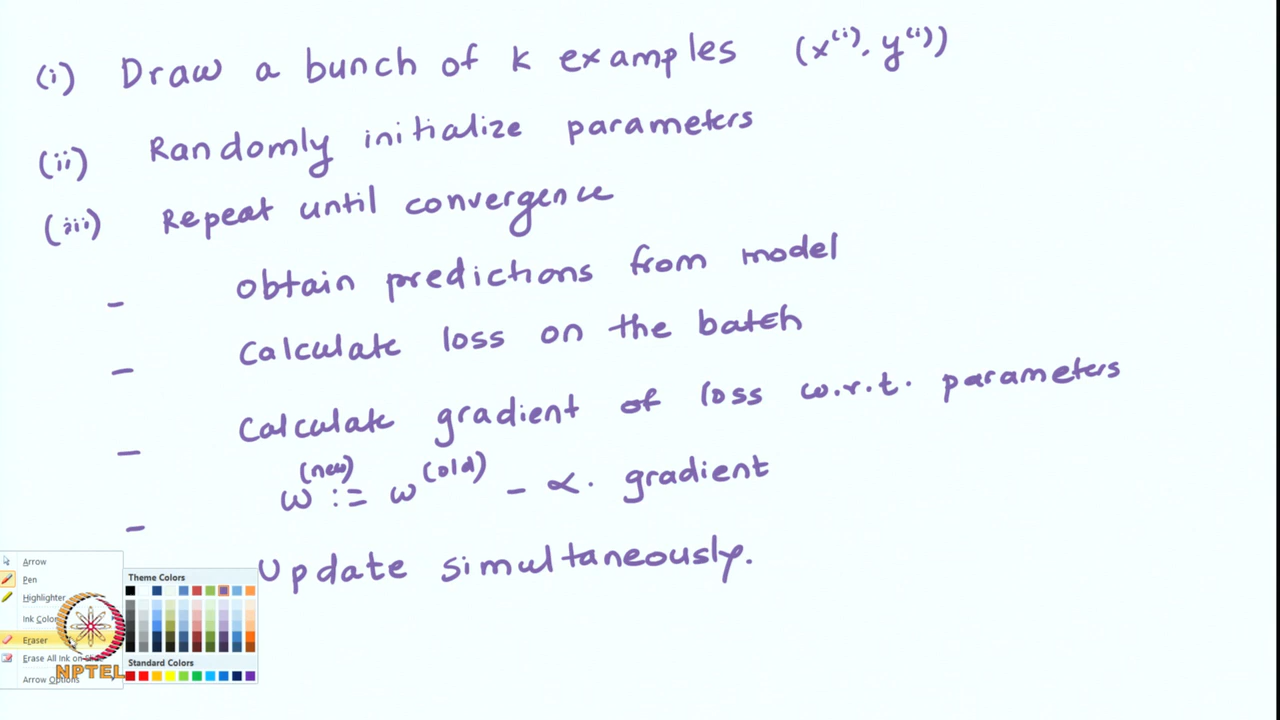 (i) Draw a bunch of k examples (x⁽ⁱ⁾, y⁽ⁱ⁾))
(ii) Randomly initialize parameters
(iii) Repeat until convergence
- obtain predictions from model
- Calculate loss on the batch
- Calculate gradient of loss w.r.t. parameters
- w⁽ⁿᵉʷ⁾ := w⁽ᵒˡᵈ⁾ - α. gradient
Update simultaneously.
Arrow
Pen
Highlighter
Ink Color
Eraser
Erase All Ink on Slide
Arrow Options
Theme Colors
Standard Colors
NPTEL